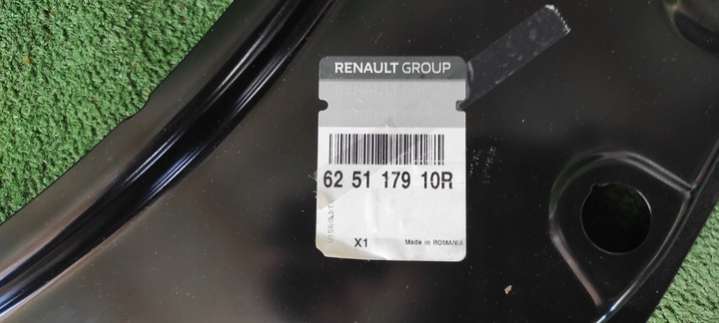 RENAULT GROUP
62 51 179 10R
X1 Made in ROMANIA